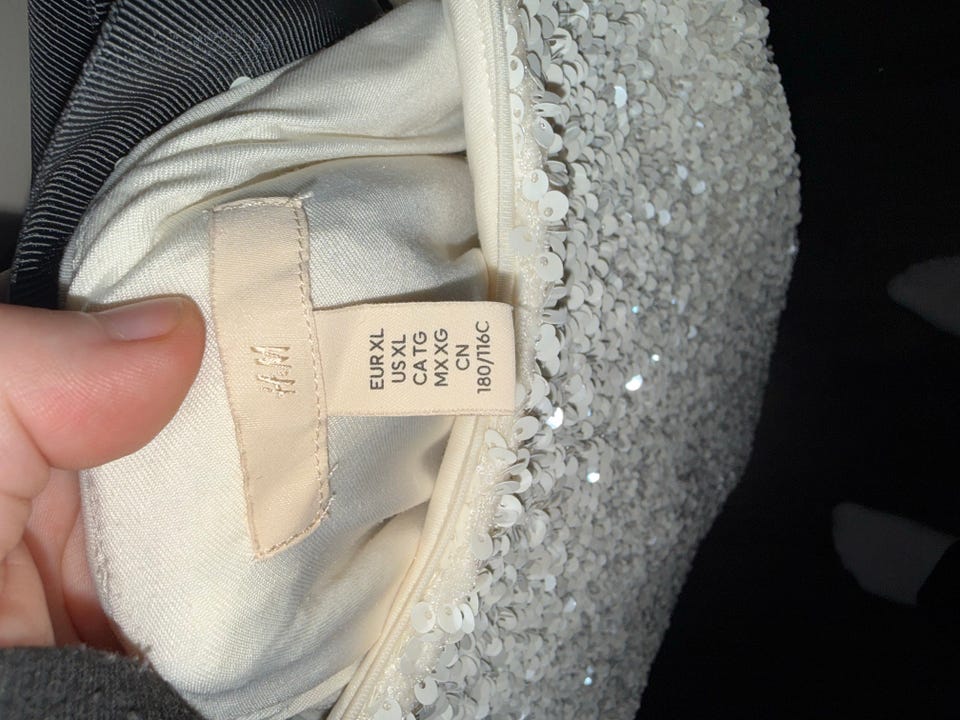 H&M
EUR XL
US XL
CA TG
MX XG
CN
180/116C